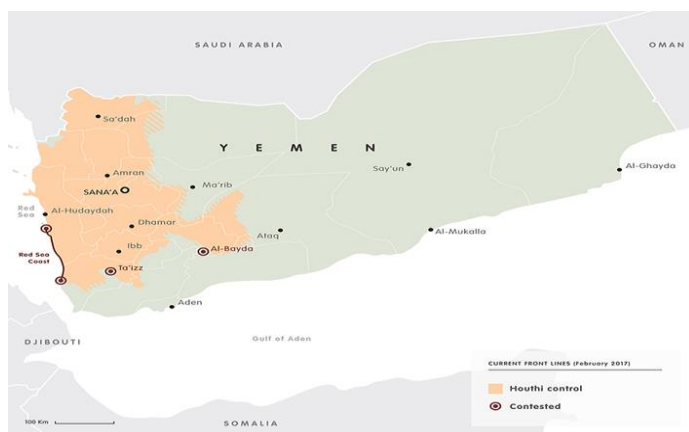 SAUDI ARABIA
OMAN
Sa'dah
YEMEN
Amran
SANA'A
Ma'rib
Say'un
Al-Ghayda
Red
Sea
Al-Hudaydah
Dhamar
Ataq
Al-Mukalla
Red Sea
Coast
Ibb
Al-Bayda
Ta'izz
Aden
DJIBOUTI
Gulf of Aden
CURRENT FRONT LINES (February 2017)
Houthi control
Contested
100 Km
SOMALIA